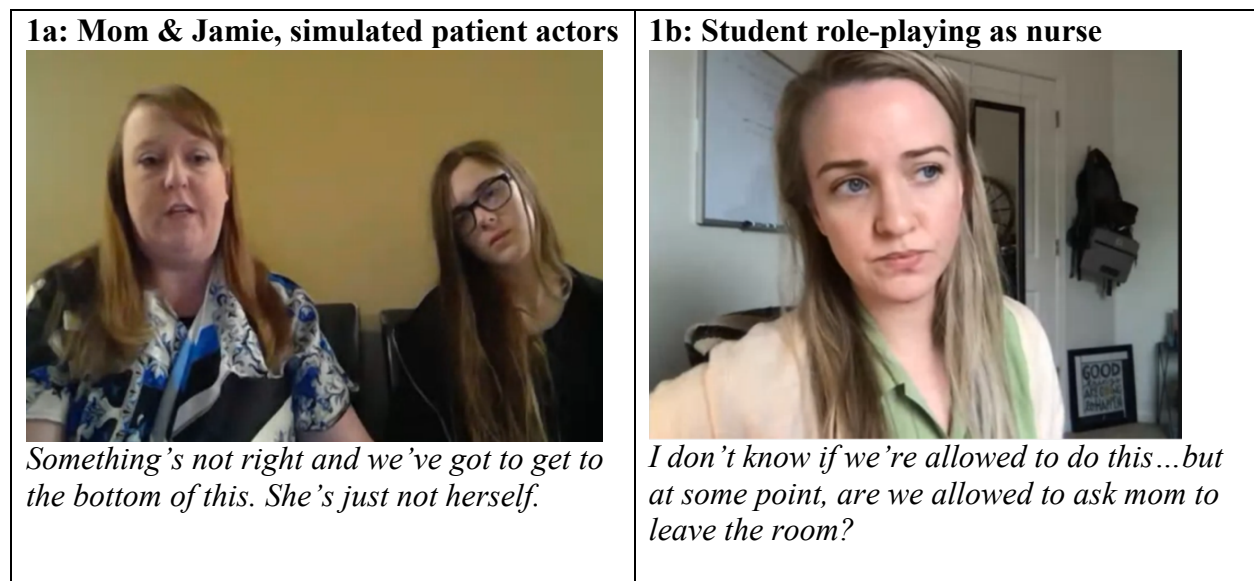 1a: Mom & Jamie, simulated patient actors
Something’s not right and we’ve got to get to
the bottom of this. She’s just not herself.
1b: Student role-playing as nurse
GOOD
I don’t know if we’re allowed to do this…but
at some point, are we allowed to ask mom to
leave the room?